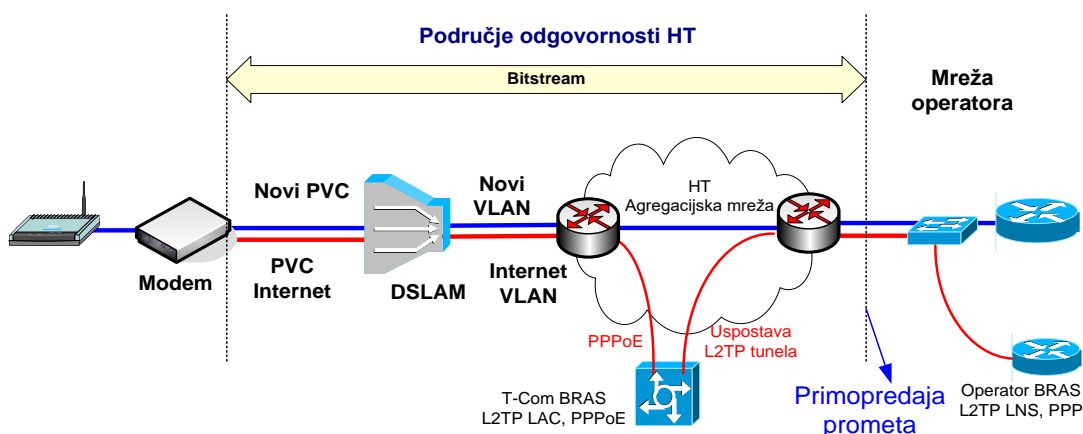 Područje odgovornosti HT
Bitstream
Mreža
operatora
Novi PVC
Novi
VLAN
HT
Agregacijska mreža
Modem
PVC
Internet
DSLAM
Internet
VLAN
PPPoE
Uspostava
L2TP tunela
T-Com BRAS
L2TP LAC, PPPoE
Primopredaja
prometa
Operator BRAS
L2TP LNS, PPP